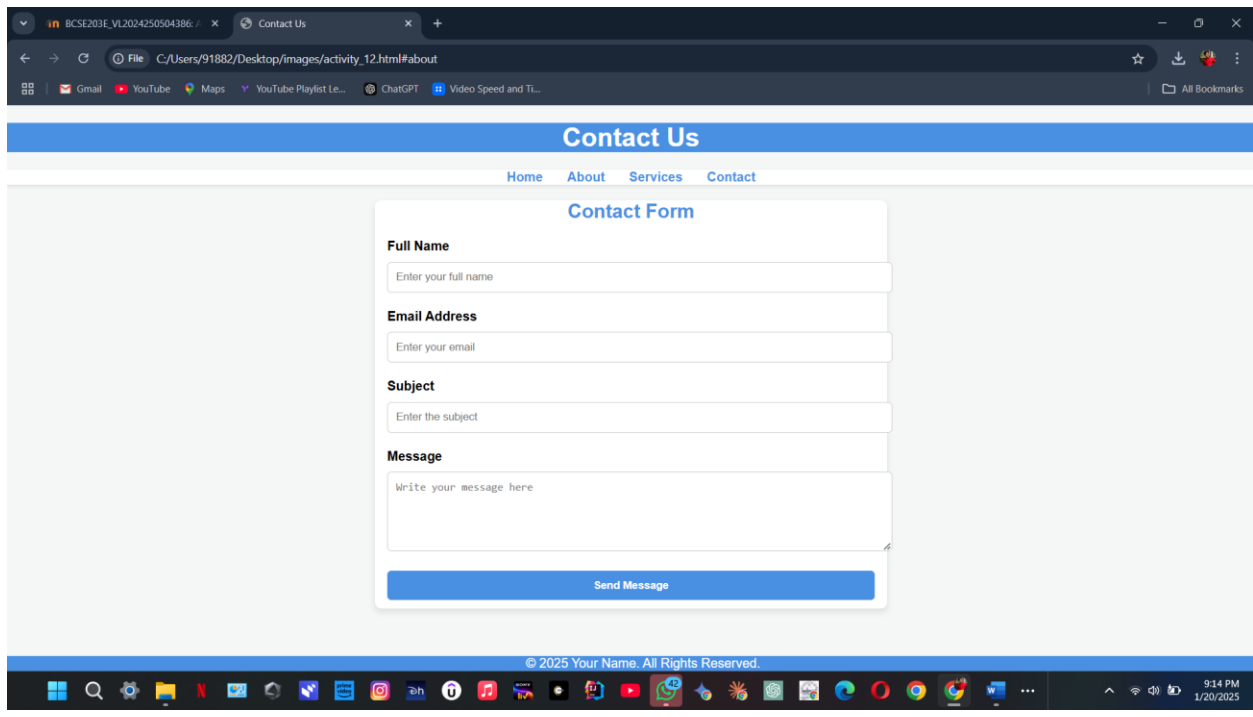 BCSE203E_VL2024250504386: A
Contact Us
File C:/Users/91882/Desktop/images/activity_12.html#about
Gmail YouTube Maps YouTube Playlist Le... ChatGPT Video Speed and Ti... All Bookmarks
Contact Us
Home About Services Contact
Contact Form
Full Name
Enter your full name
Email Address
Enter your email
Subject
Enter the subject
Message
Write your message here
Send Message
© 2025 Your Name. All Rights Reserved.
42
9:14 PM
1/20/2025